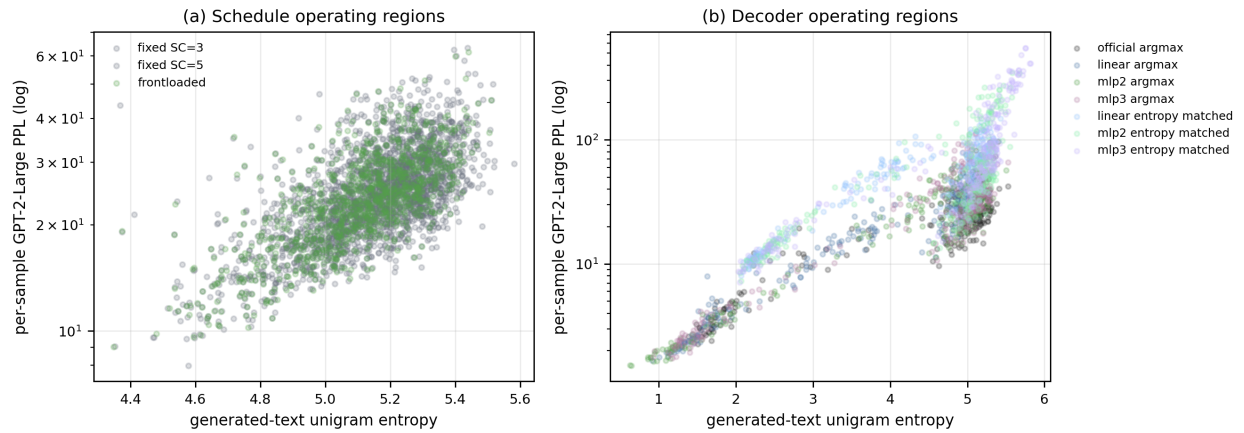 (a) Schedule operating regions
per-sample GPT-2-Large PPL (log)
6 × 10¹
4 × 10¹
3 × 10¹
2 × 10¹
10¹
fixed SC=3
fixed SC=5
frontloaded
4.4 4.6 4.8 5.0 5.2 5.4 5.6
generated-text unigram entropy
(b) Decoder operating regions
per-sample GPT-2-Large PPL (log)
10²
10¹
1 2 3 4 5 6
generated-text unigram entropy
official argmax
linear argmax
mlp2 argmax
mlp3 argmax
linear entropy matched
mlp2 entropy matched
mlp3 entropy matched